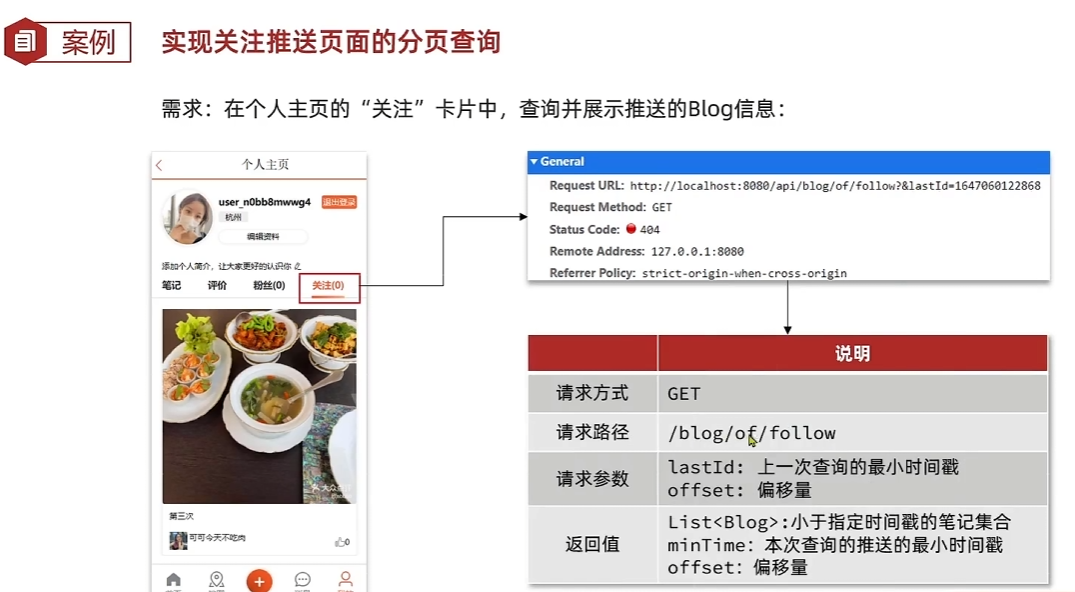 案例
实现关注推送页面的分页查询
需求：在个人主页的“关注”卡片中，查询并展示推送的Blog信息：
个人主页
user_n0bb8mwwg4
退出登录
杭州
编辑资料
添加个人简介，让大家更好的认识你
笔记 评价 粉丝(0) 关注(0)
大众
第三次
可可今天不吃肉
0
General
Request URL: http://localhost:8080/api/blog/of/follow?&lastId=1647060122868
Request Method: GET
Status Code: 404
Remote Address: 127.0.0.1:8080
Referrer Policy: strict-origin-when-cross-origin
说明
请求方式 GET
请求路径 /blog/of/follow
请求参数 lastId: 上一次查询的最小时间戳
offset: 偏移量
返回值 List<Blog>:小于指定时间戳的笔记集合
minTime: 本次查询的推送的最小时间戳
offset: 偏移量